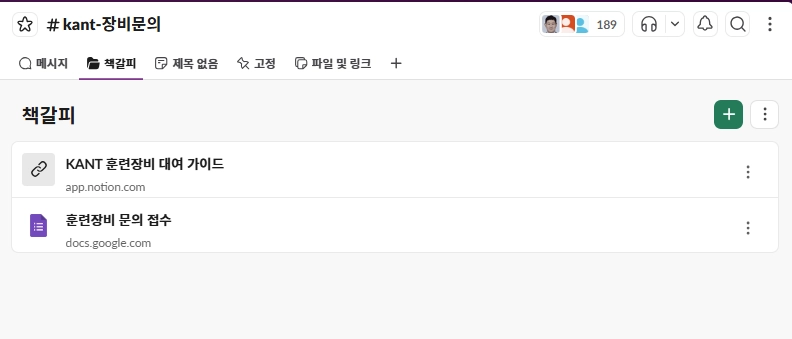 # kant-장비문의
189
메시지 책갈피 제목 없음 고정 파일 및 링크 +
책갈피
KANT 훈련장비 대여 가이드
app.notion.com
훈련장비 문의 접수
docs.google.com